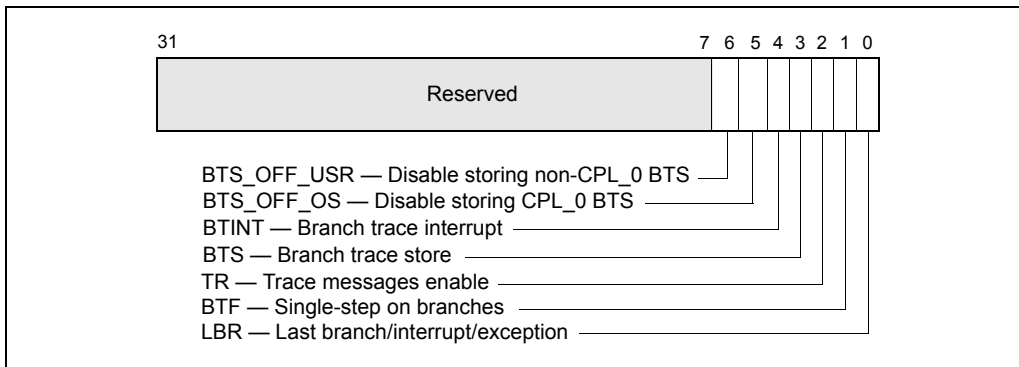 31 7 6 5 4 3 2 1 0
Reserved
BTS_OFF_USR — Disable storing non-CPL_0 BTS
BTS_OFF_OS — Disable storing CPL_0 BTS
BTINT — Branch trace interrupt
BTS — Branch trace store
TR — Trace messages enable
BTF — Single-step on branches
LBR — Last branch/interrupt/exception